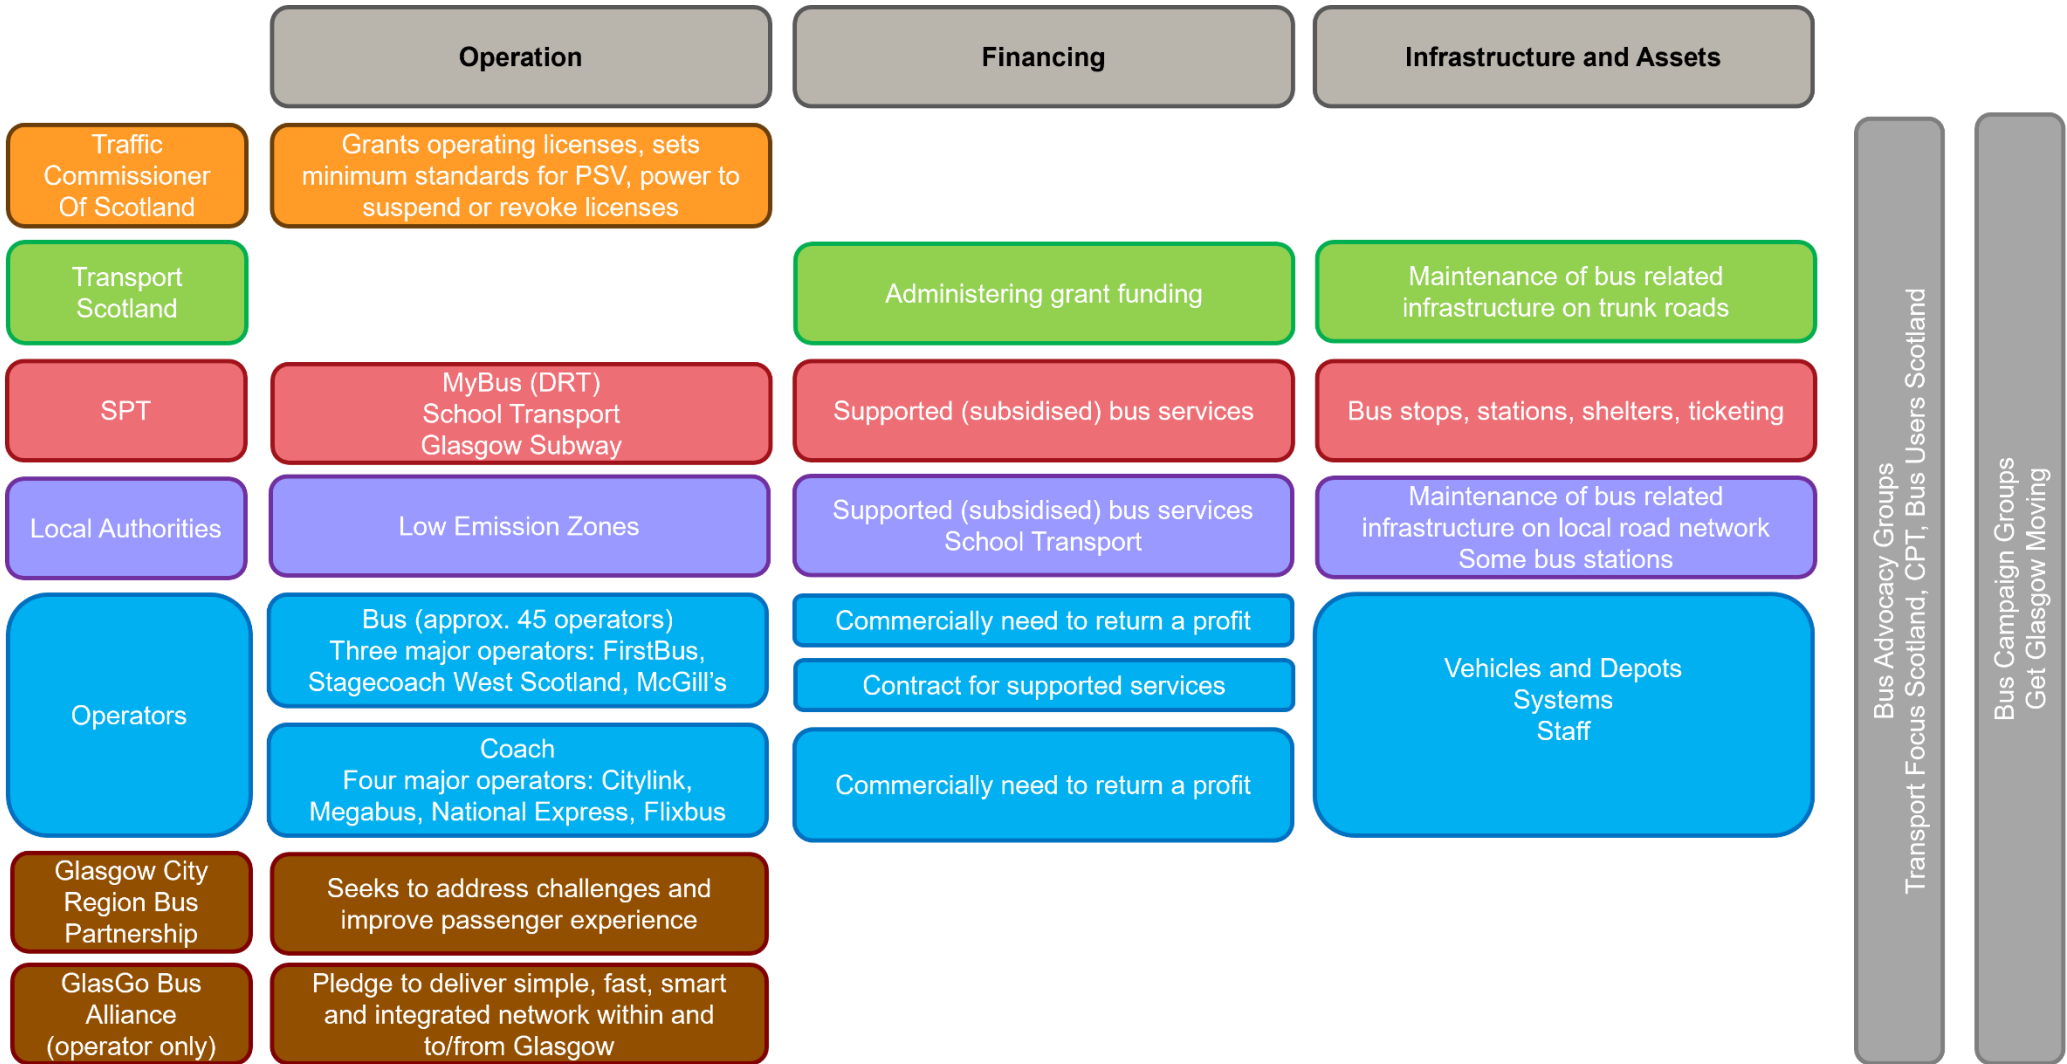 Operation
Financing
Infrastructure and Assets
Traffic
Commissioner
Of Scotland
Grants operating licenses, sets
minimum standards for PSV, power to
suspend or revoke licenses
Transport
Scotland
Administering grant funding
Maintenance of bus related
infrastructure on trunk roads
SPT
MyBus (DRT)
School Transport
Glasgow Subway
Supported (subsidised) bus services
Bus stops, stations, shelters, ticketing
Local Authorities
Low Emission Zones
Supported (subsidised) bus services
School Transport
Maintenance of bus related
infrastructure on local road network
Some bus stations
Operators
Bus (approx. 45 operators)
Three major operators: FirstBus,
Stagecoach West Scotland, McGill's
Commercially need to return a profit
Contract for supported services
Coach
Four major operators: Citylink,
Megabus, National Express, Flixbus
Commercially need to return a profit
Vehicles and Depots
Systems
Staff
Glasgow City
Region Bus
Partnership
Seeks to address challenges and
improve passenger experience
GlasGo Bus
Alliance
(operator only)
Pledge to deliver simple, fast, smart
and integrated network within and
to/from Glasgow
Bus Advocacy Groups
Transport Focus Scotland, CPT, Bus Users Scotland
Bus Campaign Groups
Get Glasgow Moving